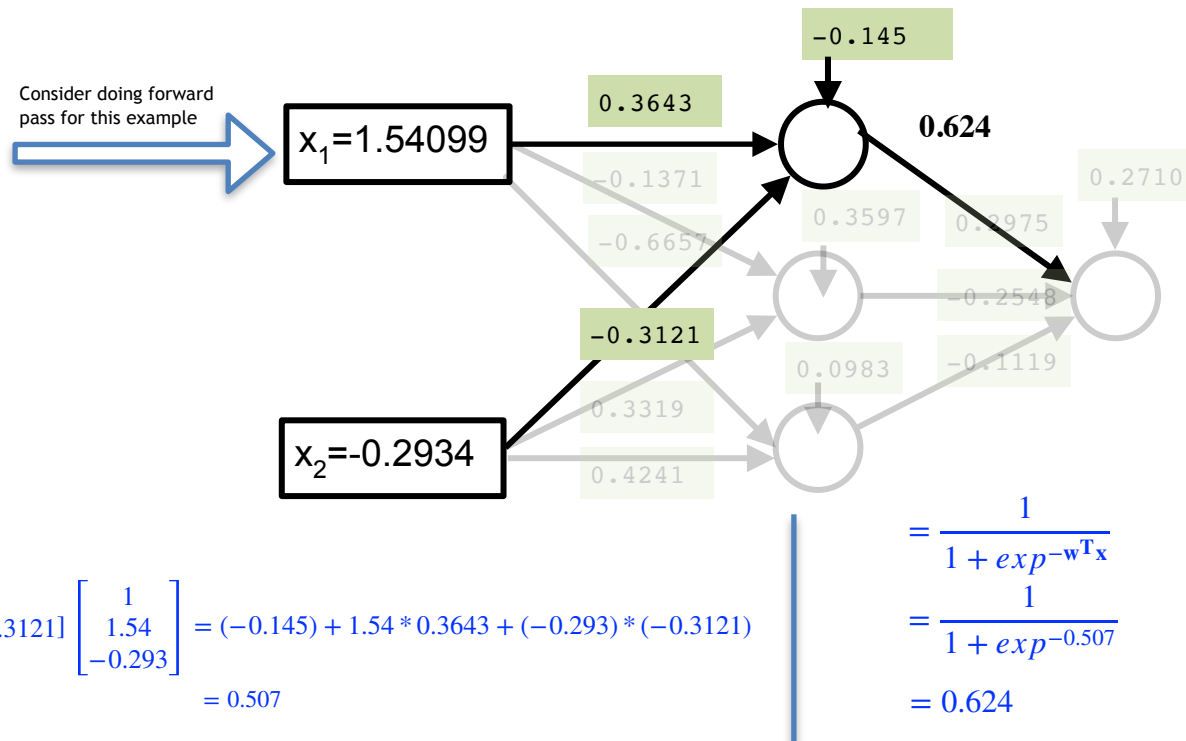 -0.145
Consider doing forward
pass for this example
0.3643
x₁=1.54099
0.624
-0.1371
0.2710
0.3597
0.2975
-0.6657
-0.2548
-0.3121
0.0983
-0.1119
0.3319
x₂=-0.2934
0.4241
.3121] [1 1.54 −0.293] = (−0.145) + 1.54 * 0.3643 + (−0.293) * (−0.3121)
= 0.507
= 1 / (1 + exp^(−w^T x))
= 1 / (1 + exp^(−0.507))
= 0.624